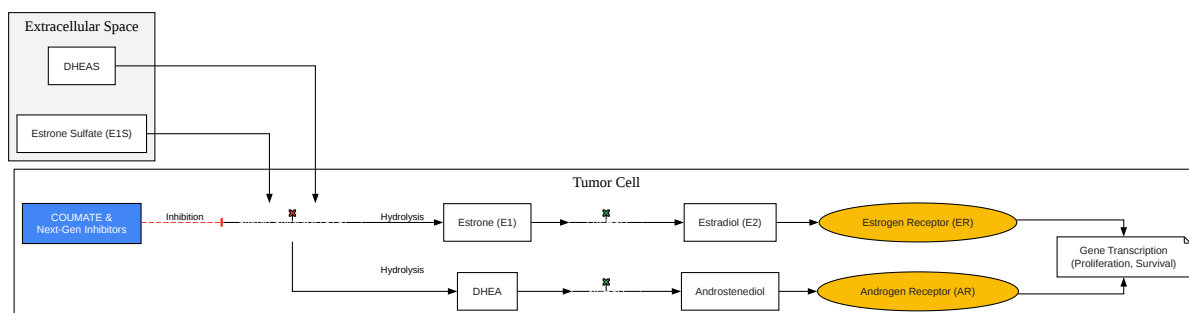 Extracellular Space
DHEAS
Estrone Sulfate (E1S)
Tumor Cell
COUMATE &
Next-Gen Inhibitors
Inhibition
Hydrolysis
Estrone (E1)
Estradiol (E2)
Estrogen Receptor (ER)
Gene Transcription
(Proliferation, Survival)
Hydrolysis
DHEA
Androstenediol
Androgen Receptor (AR)